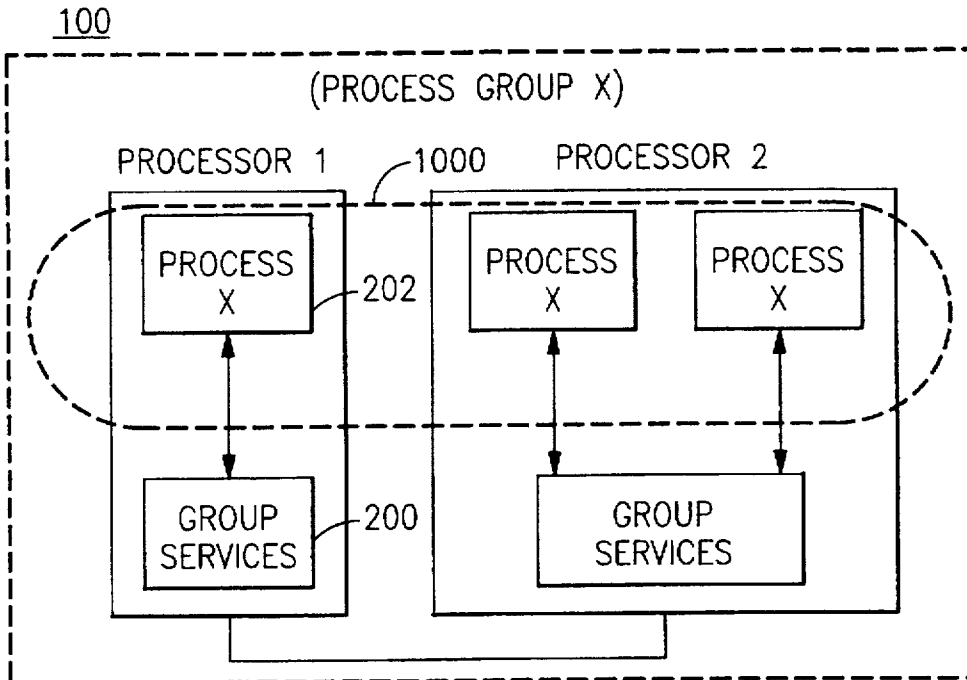 100
(PROCESS GROUP X)
PROCESSOR 1
1000
PROCESSOR 2
PROCESS
X
202
PROCESS
X
PROCESS
X
GROUP
SERVICES
200
GROUP
SERVICES